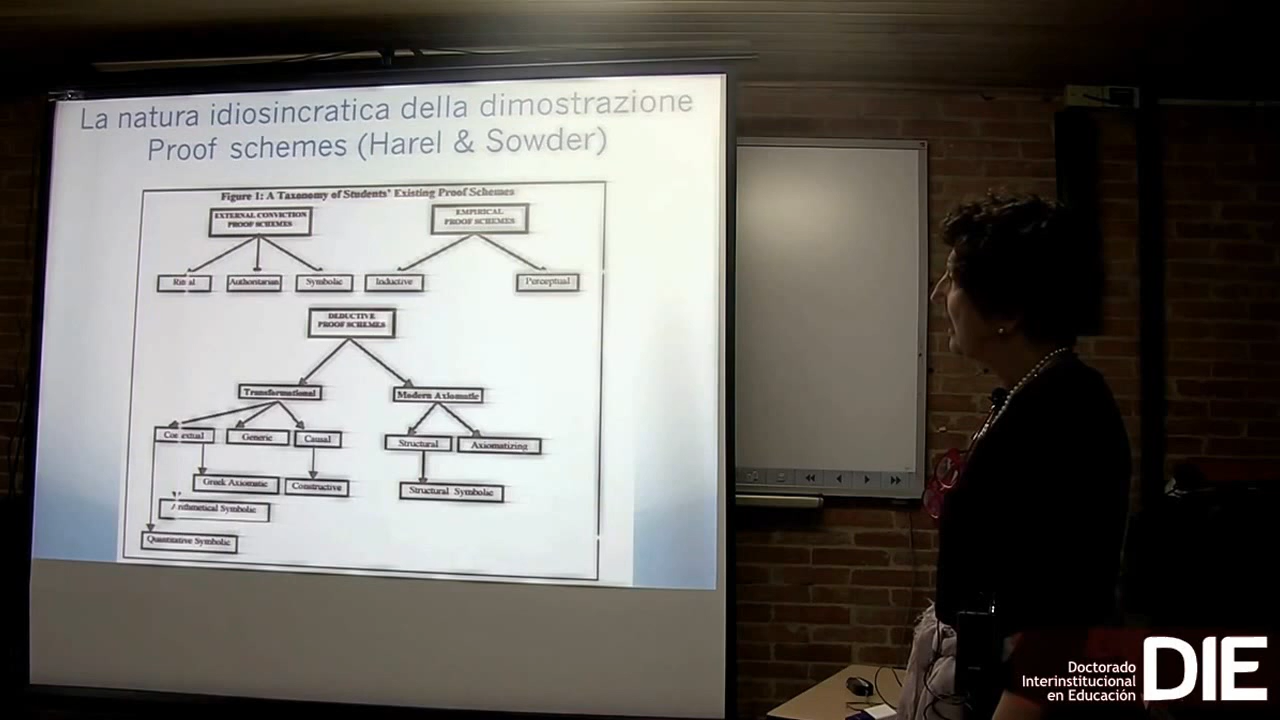 La natura idiosincratica della dimostrazione
Proof schemes (Harel & Sowder)
Figure 1: A Taxonomy of Students' Existing Proof Schemes
EXTERNAL CONVICTION
PROOF SCHEMES
EMPIRICAL
PROOF SCHEMES
Ritual
Authoritarian
Symbolic
Inductive
Perceptual
DEDUCTIVE
PROOF SCHEMES
Transformational
Modern Axiomatic
Contextual
Generic
Causal
Structural
Axiomatizing
Greek Axiomatic
Constructive
Structural Symbolic
Arithmetical Symbolic
Quantitative Symbolic
Doctorado
Interinstitucional
en Educación
DIE